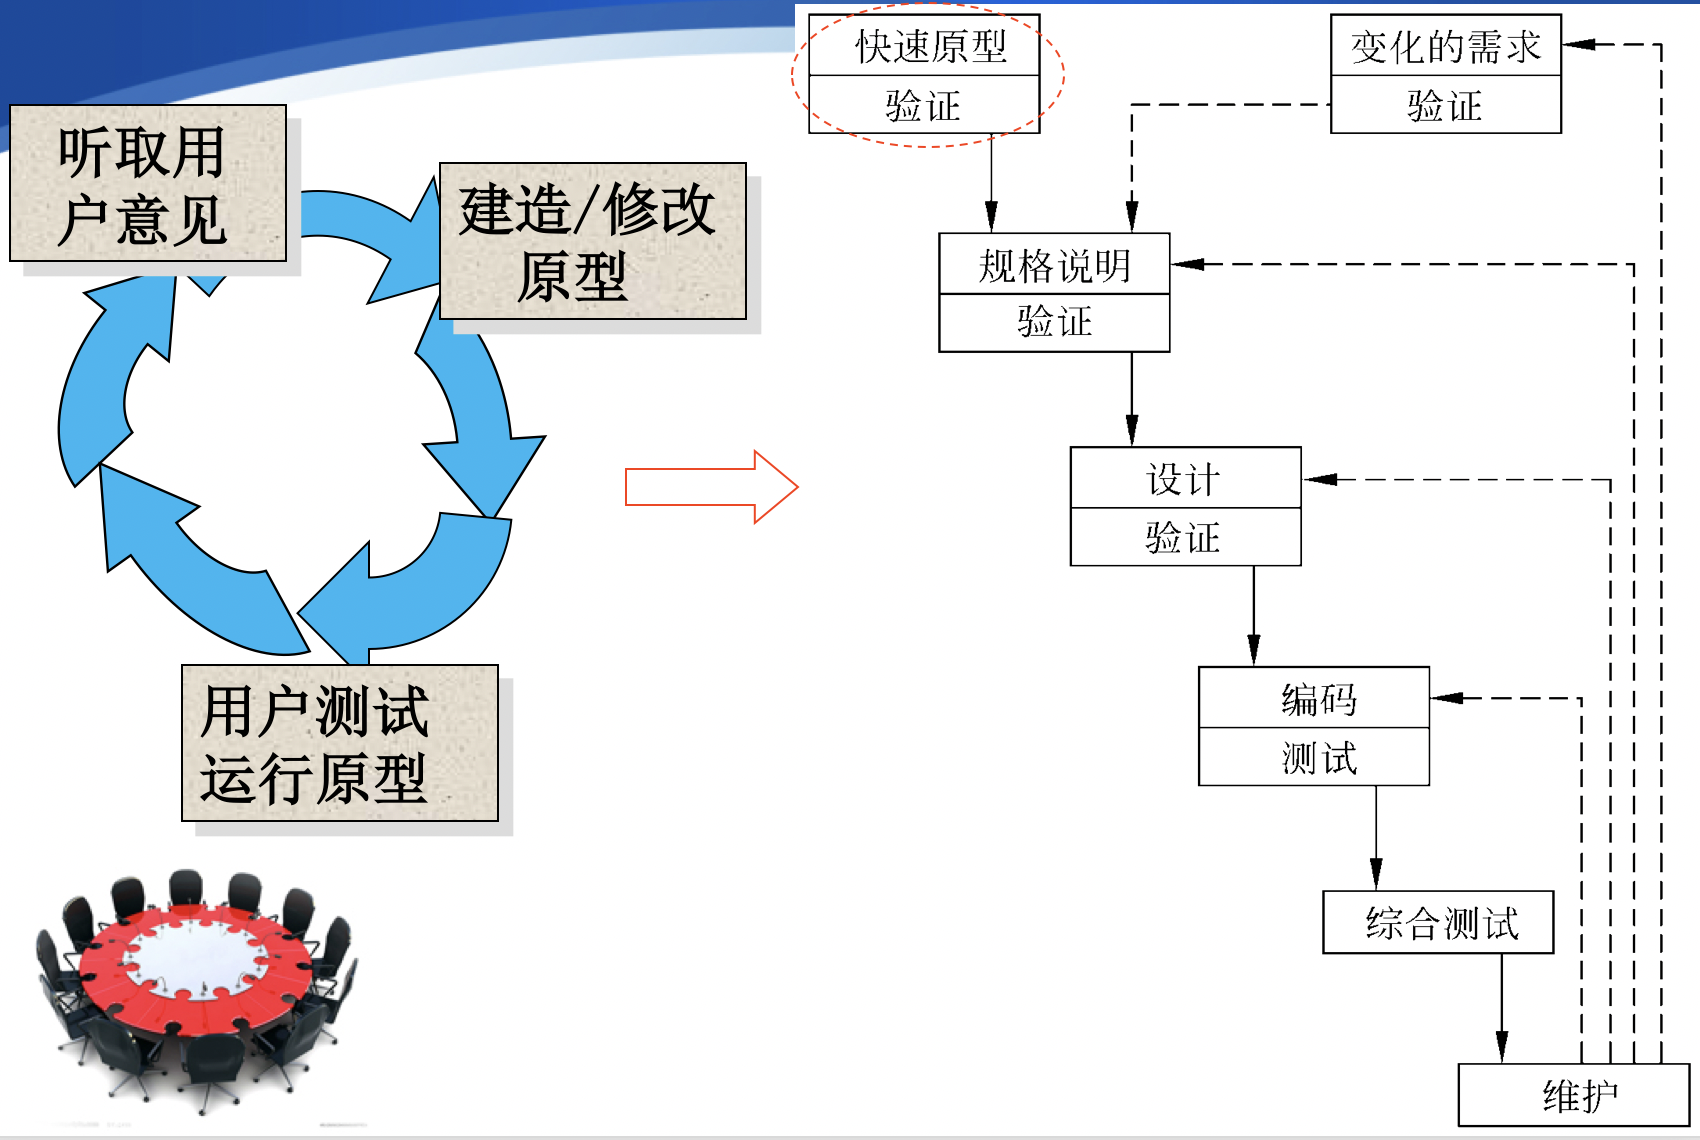 听取用
户意见
建造/修改
原型
用户测试
运行原型
快速原型
验证
变化的需求
验证
规格说明
验证
设计
验证
编码
测试
综合测试
维护